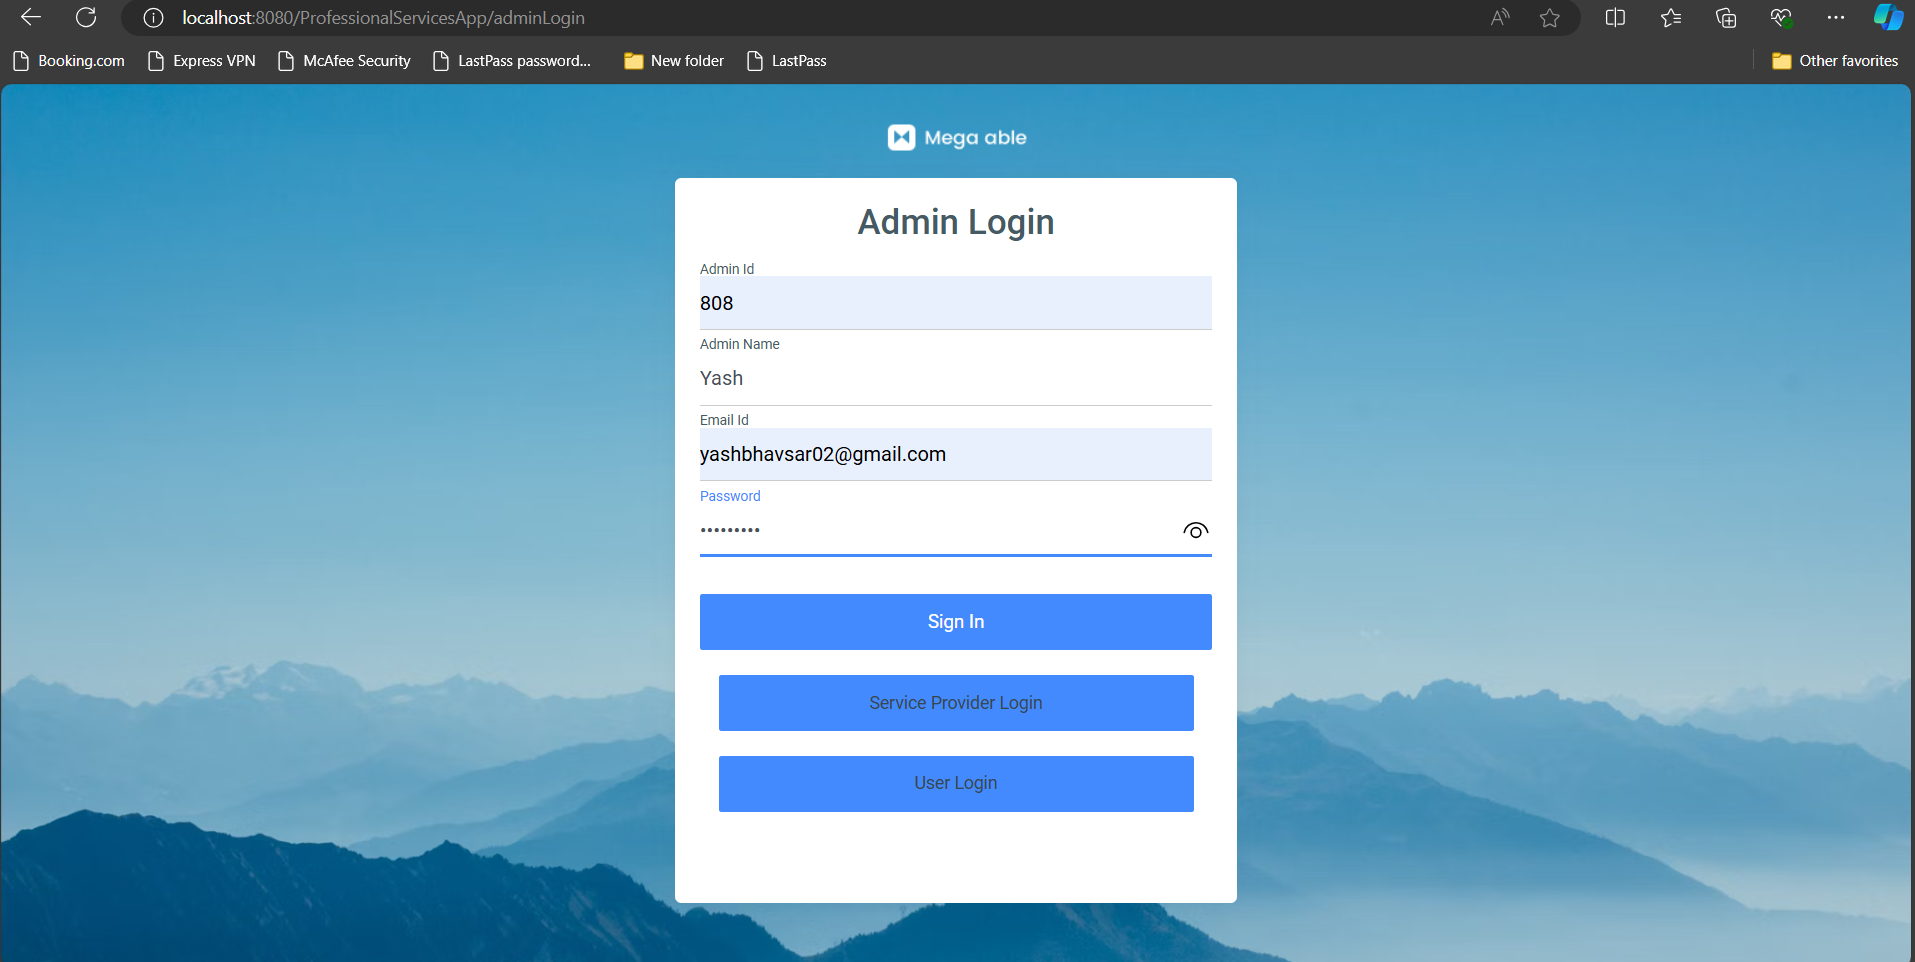 localhost:8080/ProfessionalServicesApp/adminLogin
Booking.com Express VPN McAfee Security LastPass password... New folder LastPass Other favorites
Mega able
Admin Login
Admin Id
808
Admin Name
Yash
Email Id
yashbhavsar02@gmail.com
Password
•••••••••
Sign In
Service Provider Login
User Login